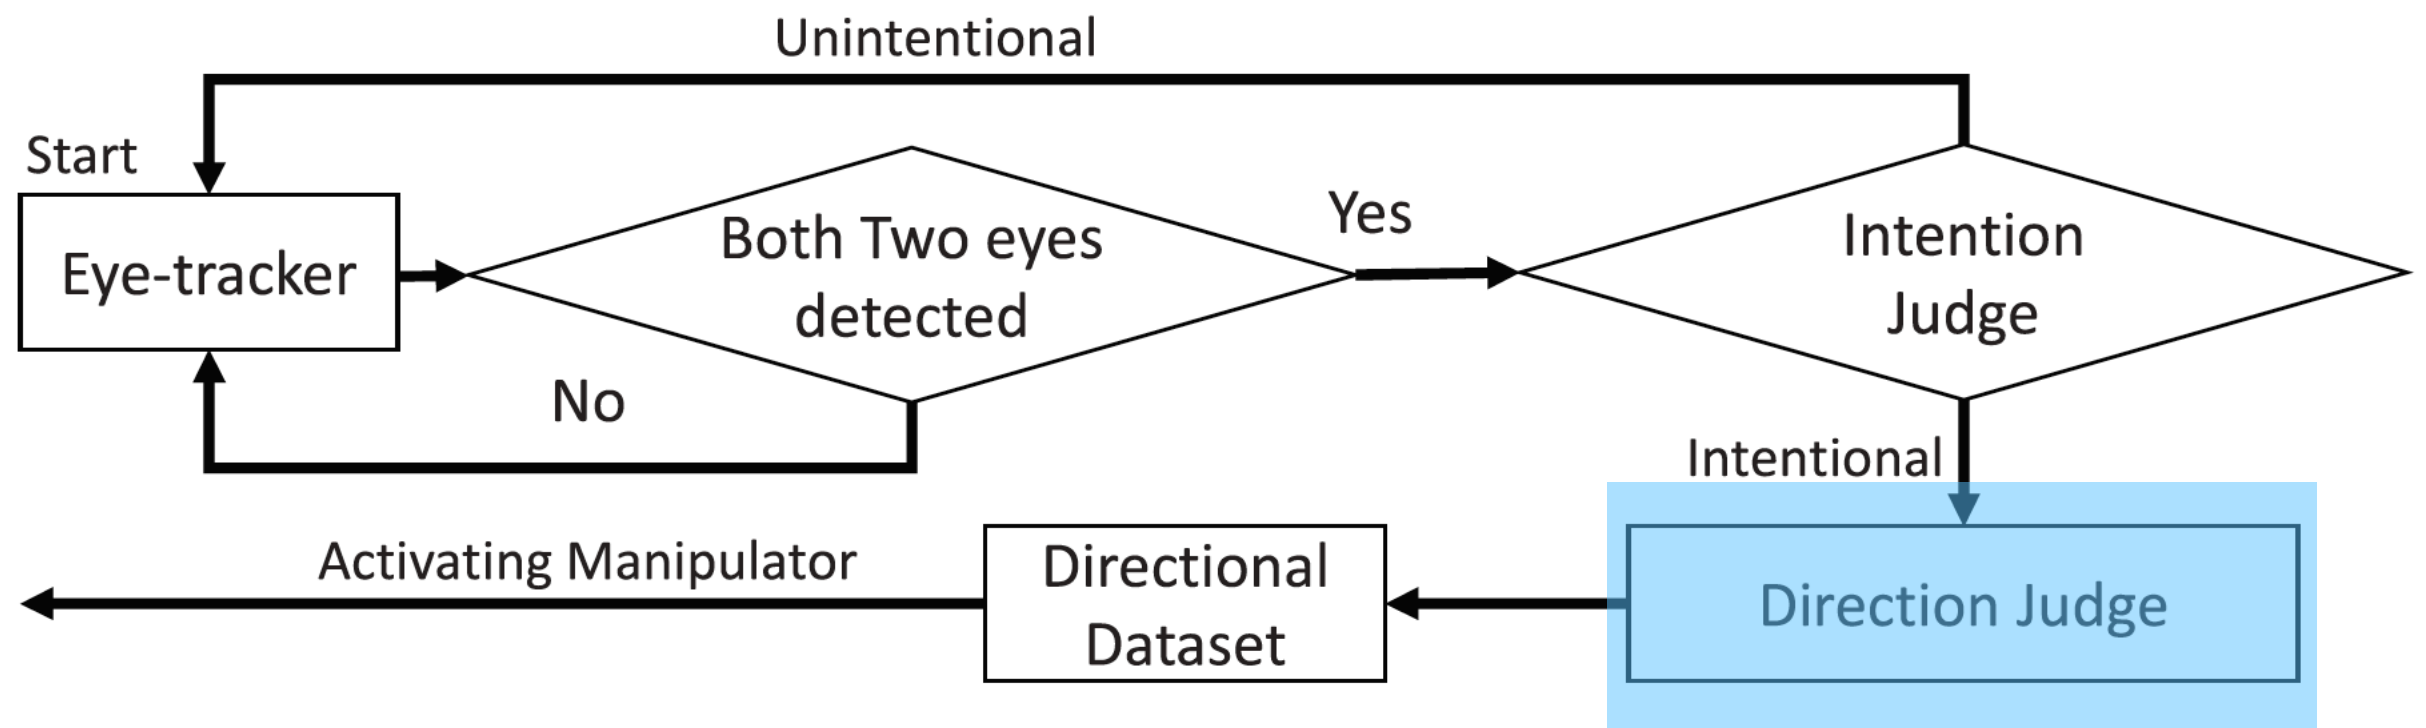 Unintentional
Start
Eye-tracker
Both Two eyes
detected
Yes
Intention
Judge
No
Intentional
Activating Manipulator
Directional
Dataset
Direction Judge